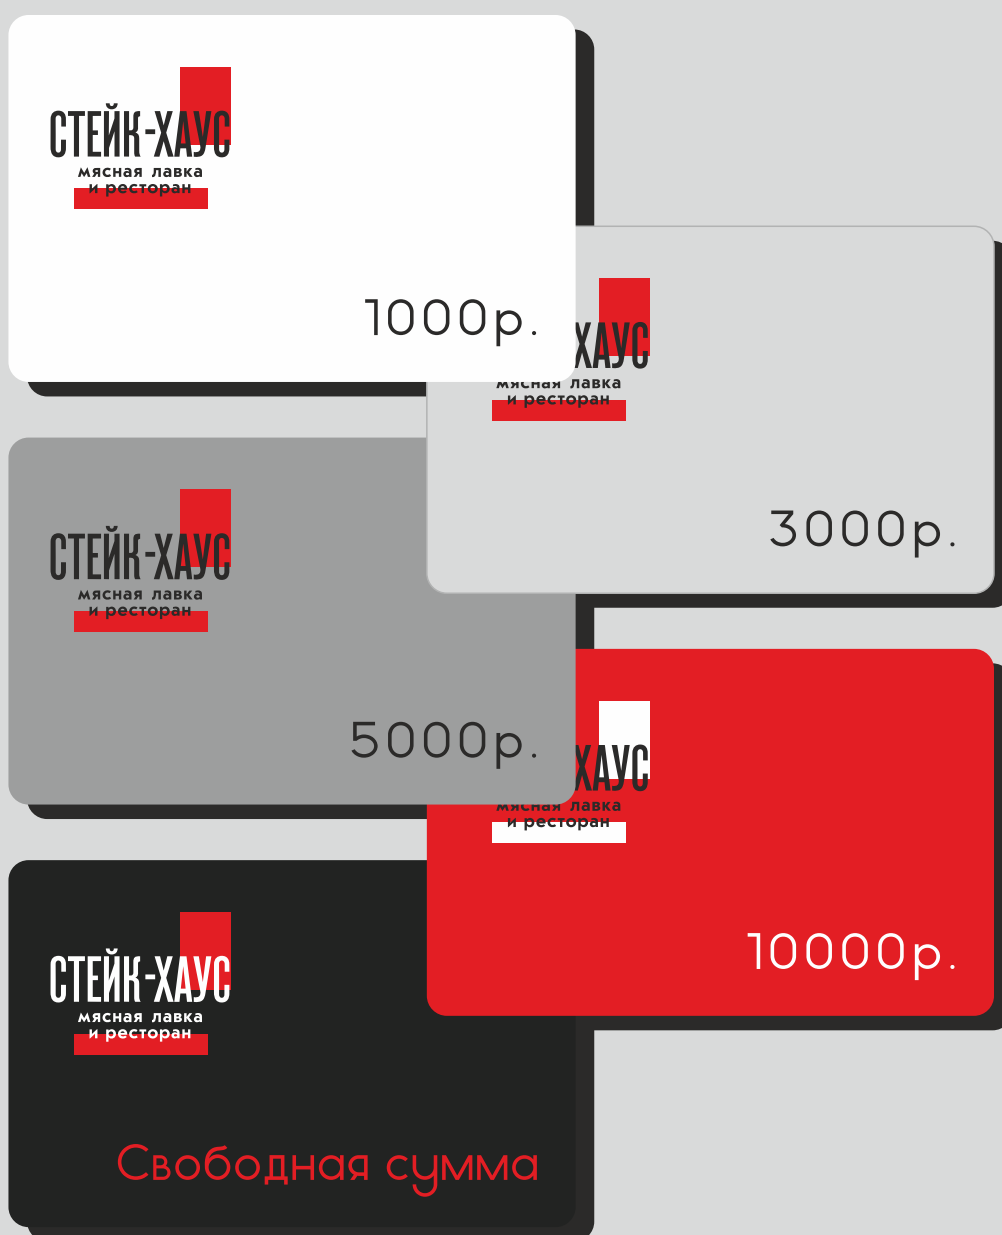 СТЕЙК-ХАУС
мясная лавка
и ресторан
1000р.
ХАУС
мясная лавка
и ресторан
3000р.
СТЕЙК-ХАУС
мясная лавка
и ресторан
5000р.
ХАУС
мясная лавка
и ресторан
10000р.
СТЕЙК-ХАУС
мясная лавка
и ресторан
Свободная сумма